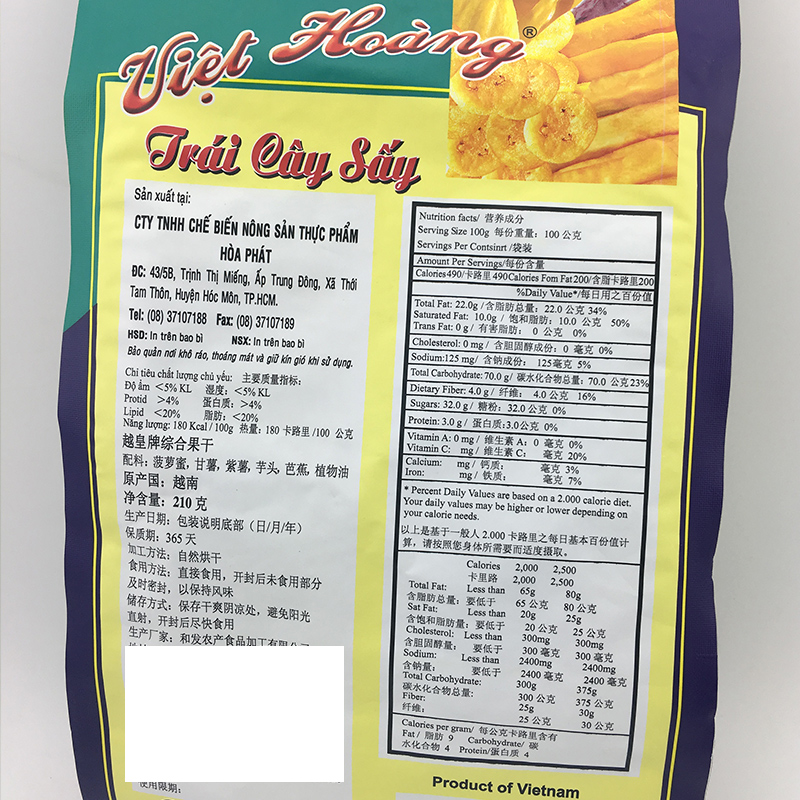 Việt Hoàng®
Trái Cây Sấy
Sản xuất tại:
CTY TNHH CHẾ BIẾN NÔNG SẢN THỰC PHẨM
HÒA PHÁT
ĐC: 43/5B, Trịnh Thị Miếng, Ấp Trung Đông, Xã Thới
Tam Thôn, Huyện Hóc Môn, TP.HCM.
Tel: (08) 37107188 Fax: (08) 37107189
HSD: In trên bao bì NSX: In trên bao bì
Bảo quản nơi khô ráo, thoáng mát và giữ kín gió khi sử dụng.
Chỉ tiêu chất lượng chủ yếu: 主要质量指标:
Độ ẩm <5% KL 湿度: <5% KL
Protid >4% 蛋白质: >4%
Lipid <20% 脂肪: <20%
Năng lượng: 180 Kcal / 100g 热量: 180 卡路里 /100 公克
越皇牌综合果干
配料: 菠萝蜜, 甘薯, 紫薯, 芋头, 芭蕉, 植物油
原产国: 越南
净含量: 210 克
生产日期: 包装说明底部 (日/月/年)
保质期: 365 天
加工方法: 自然烘干
食用方法: 直接食用, 开封后未食用部分
及时密封, 以保持风味
储存方式: 保存干爽阴凉处, 避免阳光
直射, 开封后尽快食用
生产厂家: 和发农产食品加工有限公司
使用限期:
Nutrition facts/ 营养成分
Serving Size 100g 每份重量: 100 公克
Servings Per Contsinrt /袋装
Amount Per Servings/每份含量
Calories490/卡路里 490Calories Fom Fat200/含脂卡路里200
%Daily Value*/每日用之百份值
Total Fat: 22.0g /含脂肪总量: 22.0 公克 34%
Saturated Fat: 10.0g / 饱和脂肪: 10.0 公克 50%
Trans Fat: 0 g / 有害脂肪: 0 公克 0%
Cholesterol: 0 mg / 含胆固醇成份: 0 毫克 0%
Sodium:125 mg/ 含钠成份: 125毫克 5%
Total Carbohydrate:70.0 g/ 碳水化合物总量: 70.0 公克23%
Dietary Fiber: 4.0 g / 纤维: 4.0 公克 16%
Sugars: 32.0 g / 糖粉: 32.0 公克 0%
Protein: 3.0 g / 蛋白质:3.0公克 0%
Vitamin A: 0 mg / 维生素 A: 0 毫克 0%
Vitamin C: mg / 维生素 C: 毫克 20%
Calcium: mg / 钙质: 毫克 3%
Iron: mg / 铁质: 毫克 7%
* Percent Daily Values are based on a 2.000 calorie diet.
Your daily values may be higher or lower depending on
your calorie needs.
以上是基于一般人 2.000 卡路里之每日基本百份值计
算, 请按照您身体所需要而适度摄取。
Calories 2,000 2,500
卡里路 2,000 2,500
Total Fat: Less than 65g 80g
含脂肪总量: 要低于 65 公克 80 公克
Sat Fat: Less than 20g 25g
含饱和脂肪量: 要低于 20 公克 25 公克
Cholesterol: Less than 300mg 300mg
含胆固醇量: 要低于 300 毫克 300 毫克
Sodium: Less than 2400mg 2400mg
含钠量: 要低于 2400 毫克 2400 毫克
Total Carbohydrate: 300g 375g
碳水化合物总量: 300 公克 375 公克
Fiber: 25g 30g
纤维: 25 公克 30 公克
Calories per gram/ 每公克卡路里含有
Fat / 脂肪 9 Carbohydrate/ 碳
水化合物 4 Protein/蛋白质 4
Product of Vietnam